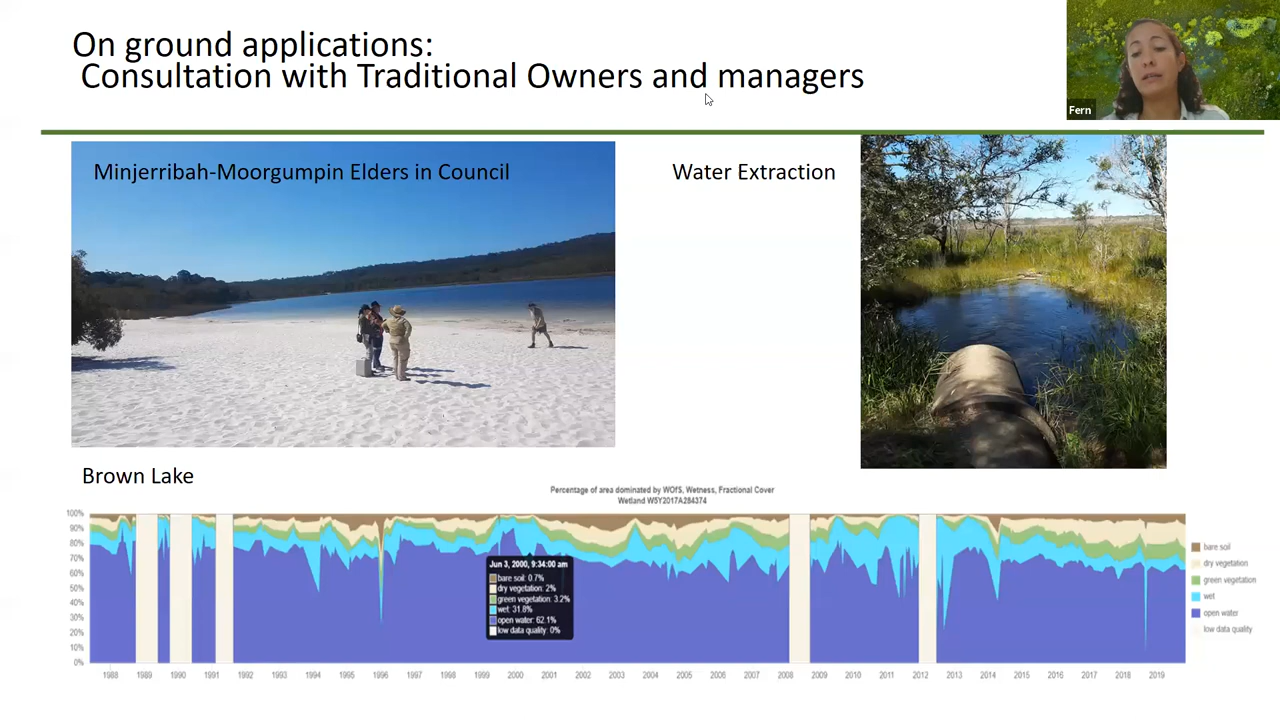 On ground applications:
Consultation with Traditional Owners and managers
Fern
Minjerribah-Moorgumpin Elders in Council
Water Extraction
Brown Lake
Percentage of area dominated by WOfS, Wetness, Fractional Cover
Wetland W5Y2017A284374
100%
90%
80%
70%
60%
50%
40%
30%
20%
10%
0%
Jun 3, 2000, 9:34:00 am
bare soil: 0.7%
dry vegetation: 2%
green vegetation: 3.2%
wet: 31.8%
open water: 62.1%
low data quality: 0%
bare soil
dry vegetation
green vegetation
wet
open water
low data quality
1988 1989 1990 1991 1992 1993 1994 1995 1996 1997 1998 1999 2000 2001 2002 2003 2004 2005 2006 2007 2008 2009 2010 2011 2012 2013 2014 2015 2016 2017 2018 2019